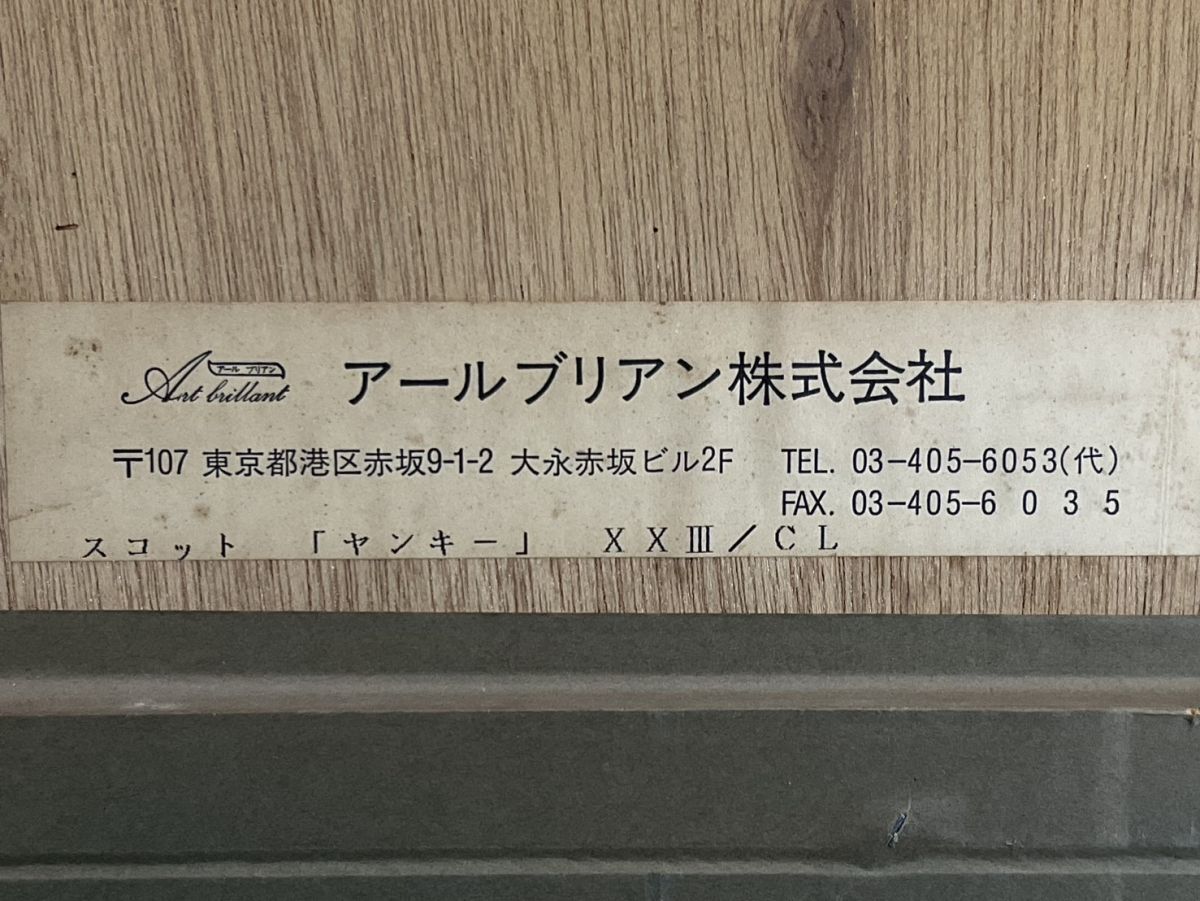 アール ブリアン
Art brillant
アールブリアン株式会社
〒107 東京都港区赤坂9-1-2 大永赤坂ビル2F TEL. 03-405-6053(代)
FAX. 03-405-6 0 3 5
スコット 「ヤンキー」 XXⅢ/CL